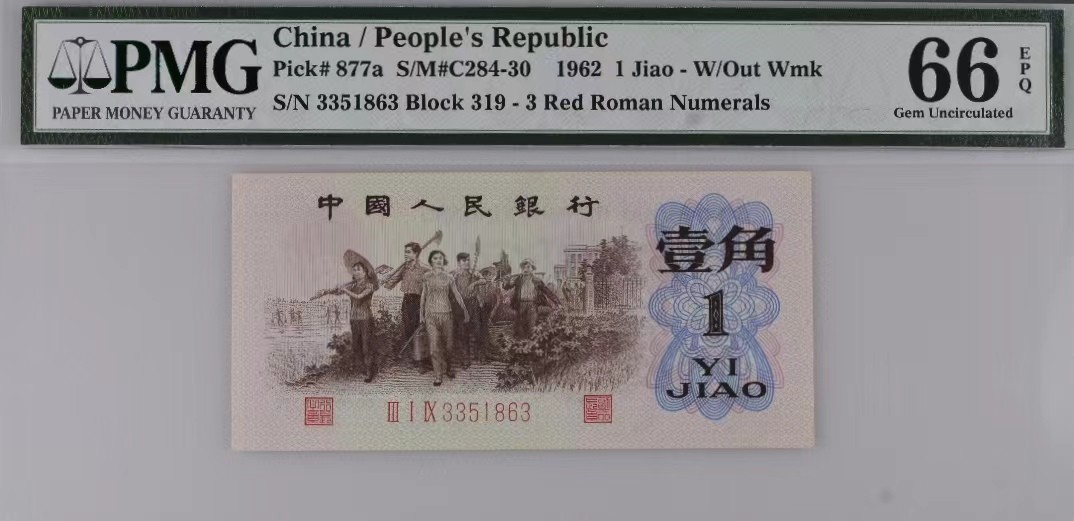 PMG
PAPER MONEY GUARANTY
China / People's Republic
Pick# 877a S/M#C284-30 1962 1 Jiao - W/Out Wmk
S/N 3351863 Block 319 - 3 Red Roman Numerals
66 EPQ
Gem Uncirculated
中國人民銀行
壹角
1
YI
JIAO
III I IX 3351863